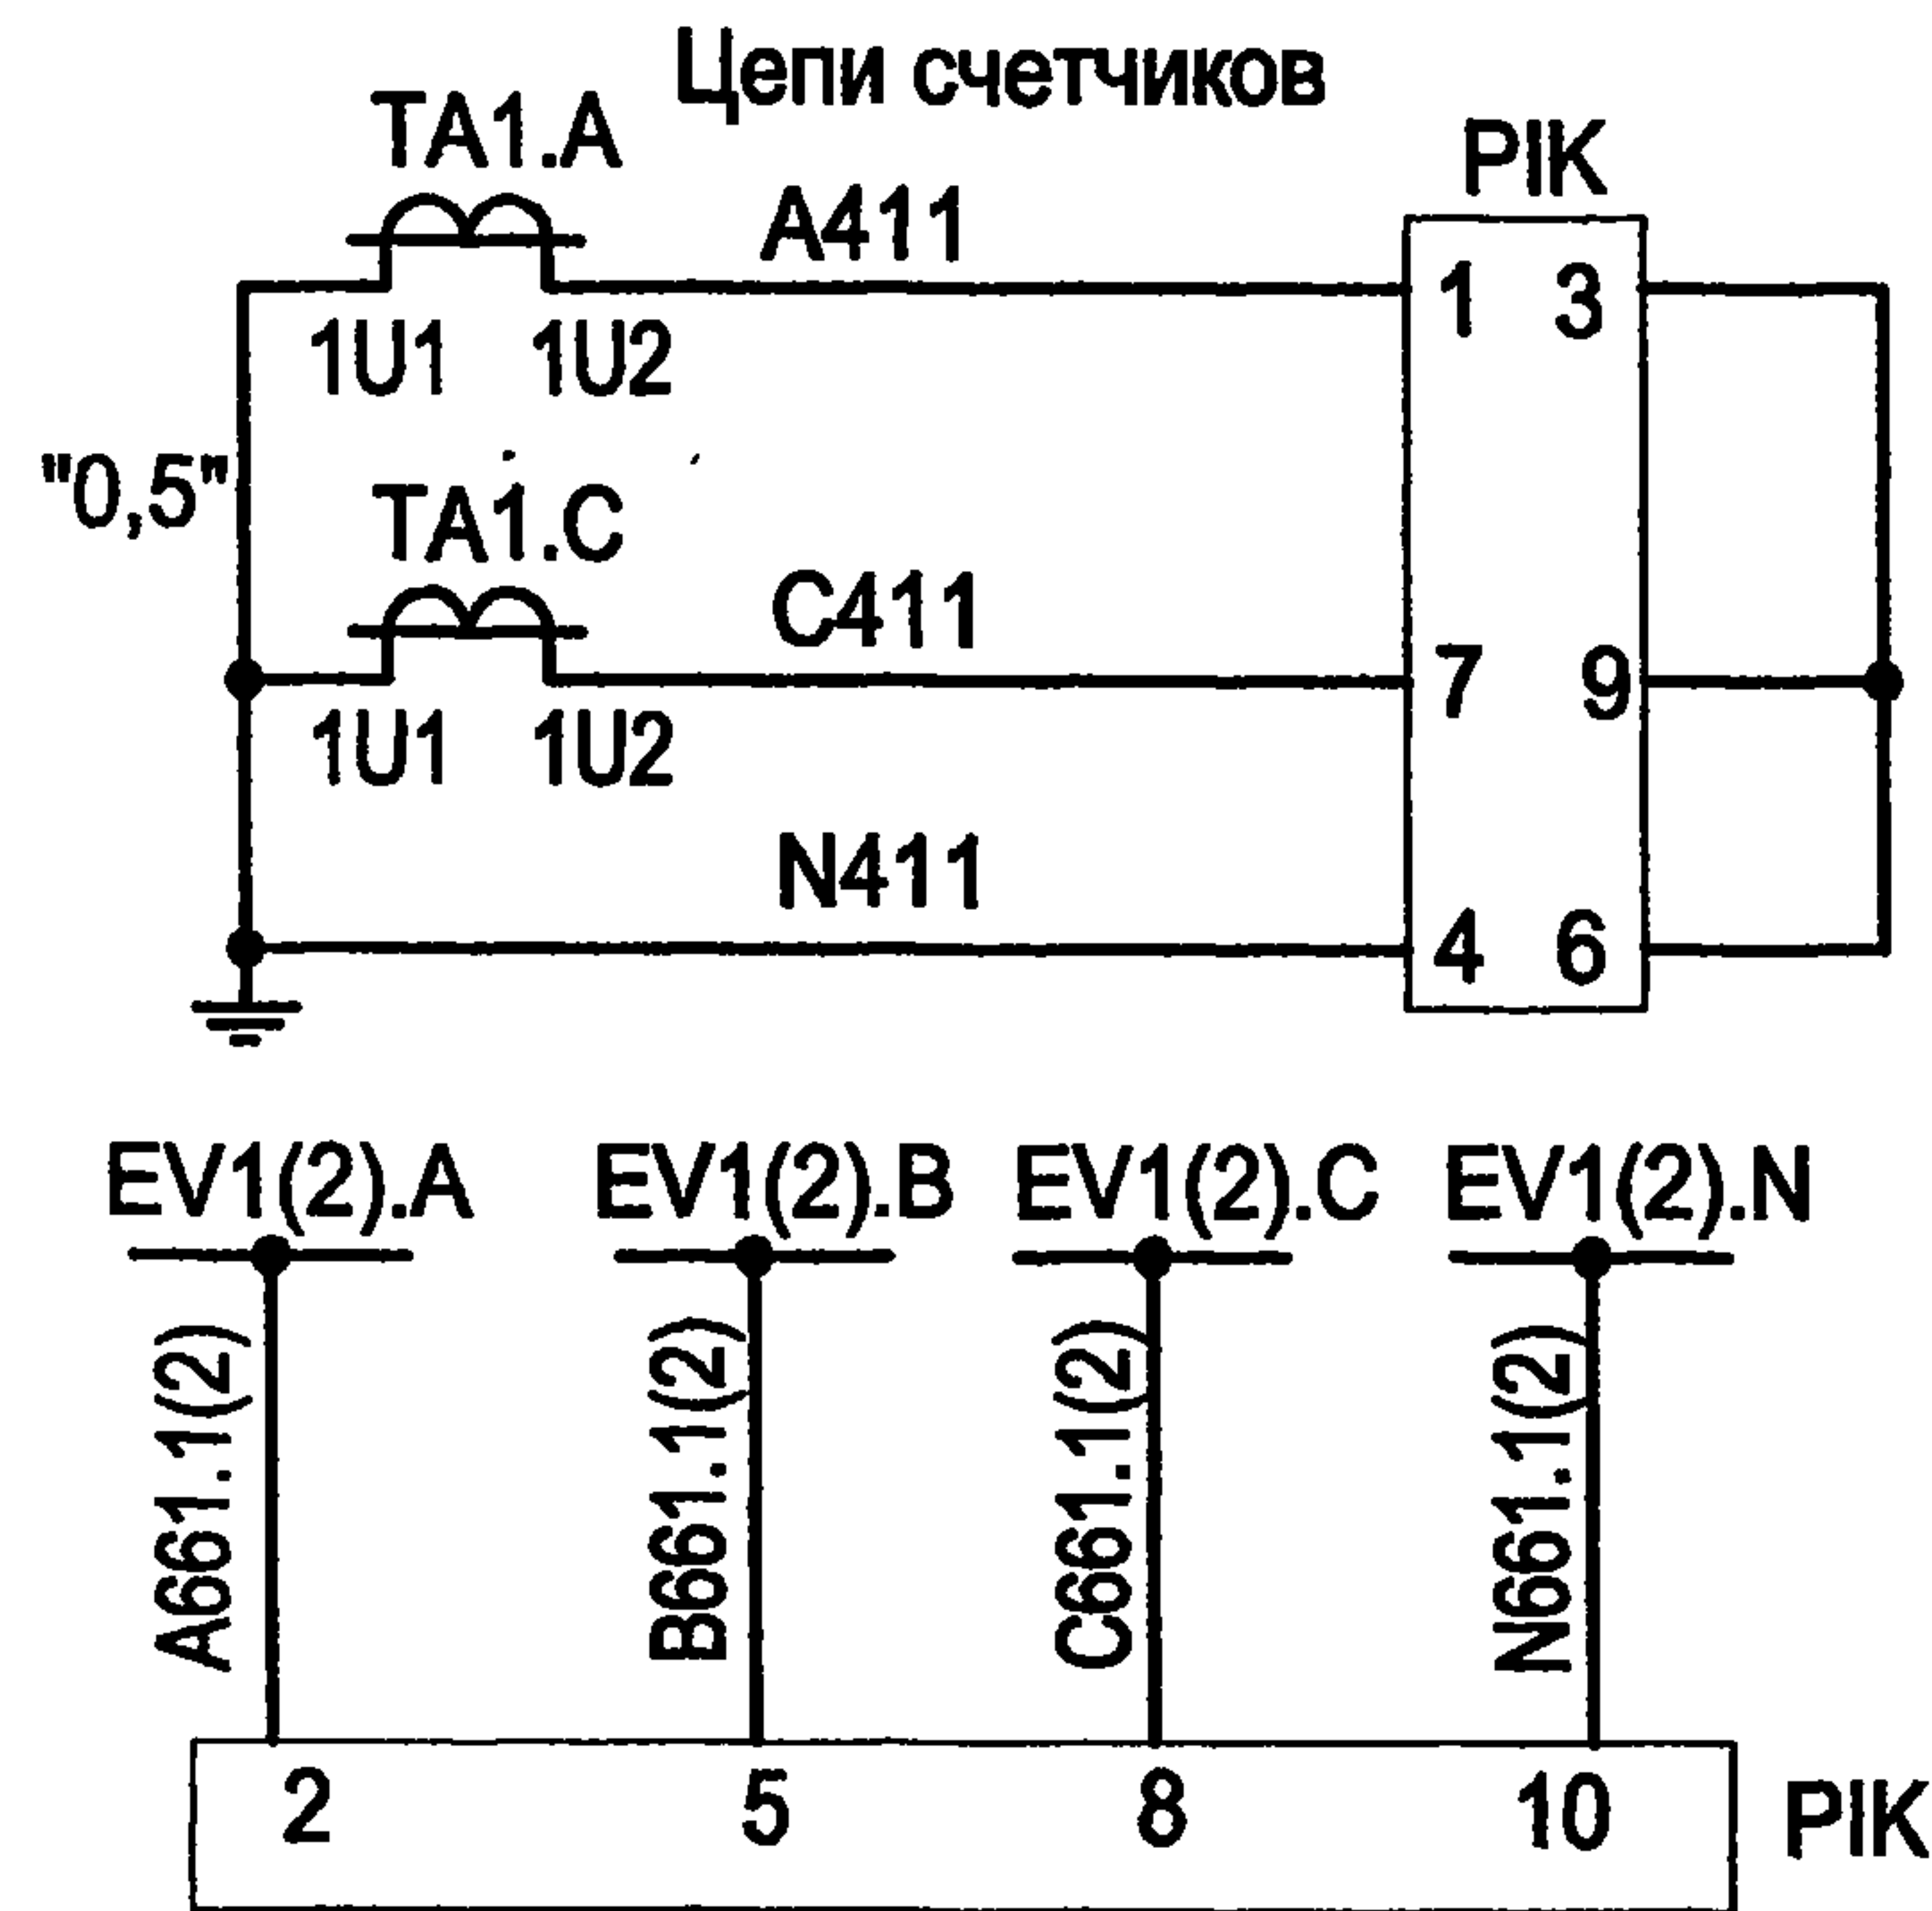 Цепи счетчиков
TA1.A
A411
PIK
1 3
1U1 1U2
"0,5"
TA1.C
C411
7 9
1U1 1U2
N411
4 6
EV1(2).A EV1(2).B EV1(2).C EV1(2).N
A661.1(2)
B661.1(2)
C661.1(2)
N661.1(2)
2 5 8 10 PIK